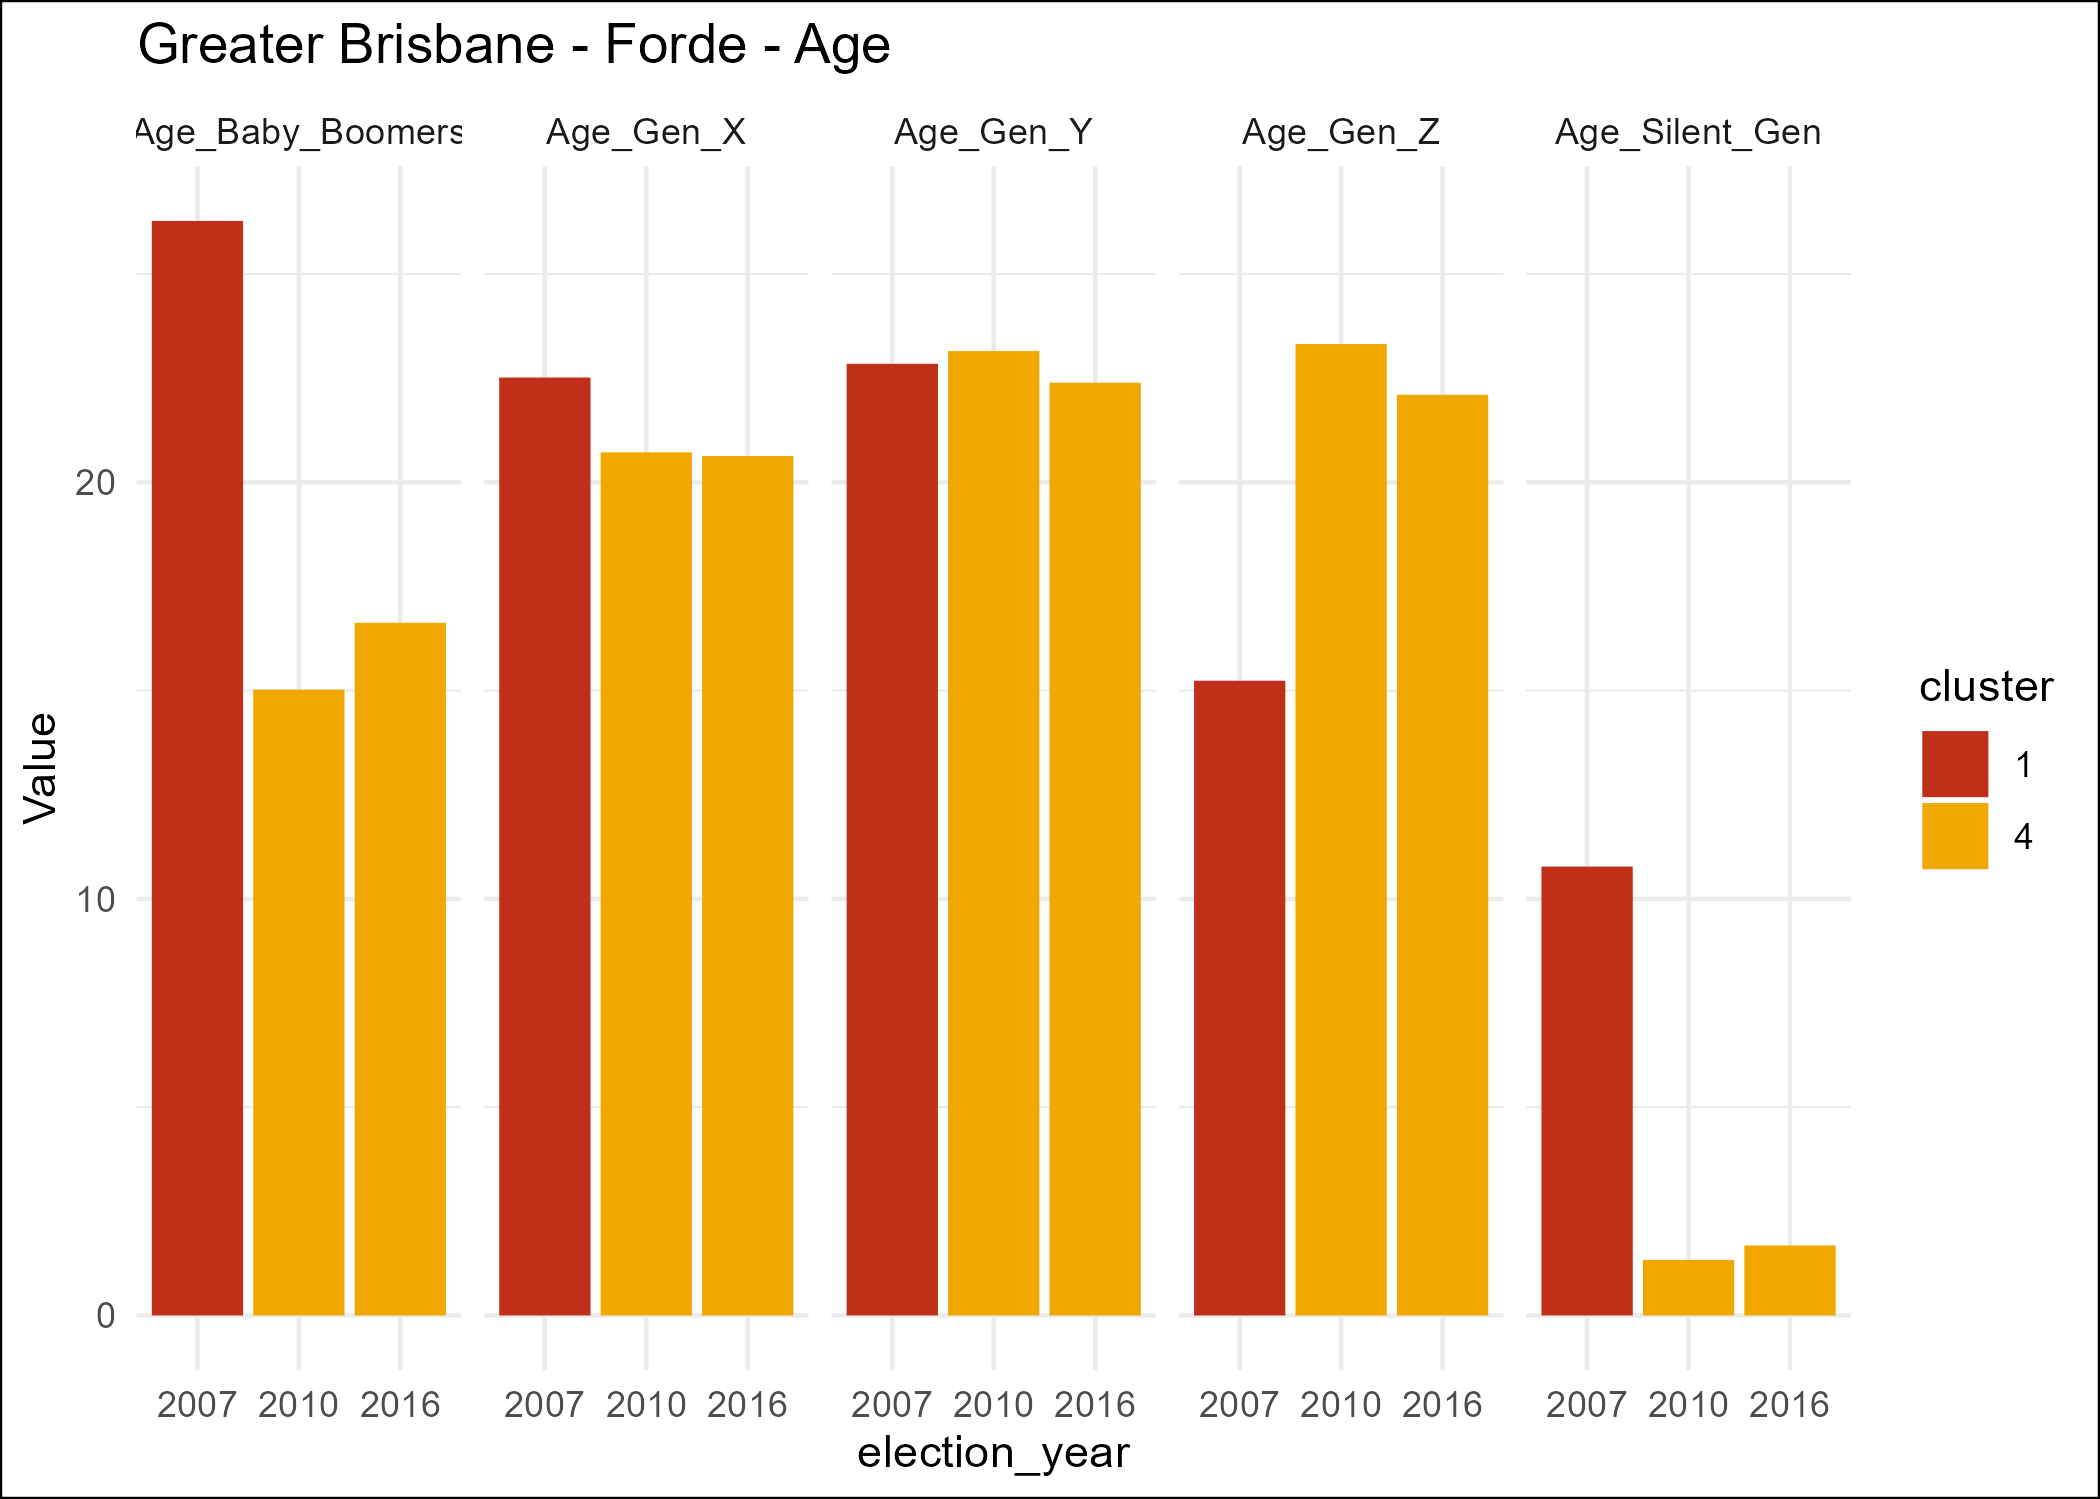 Greater Brisbane - Forde - Age
Age_Baby_Boomers Age_Gen_X Age_Gen_Y Age_Gen_Z Age_Silent_Gen
20
10
0
Value
2007 2010 2016 2007 2010 2016 2007 2010 2016 2007 2010 2016 2007 2010 2016
election_year
cluster
1
4